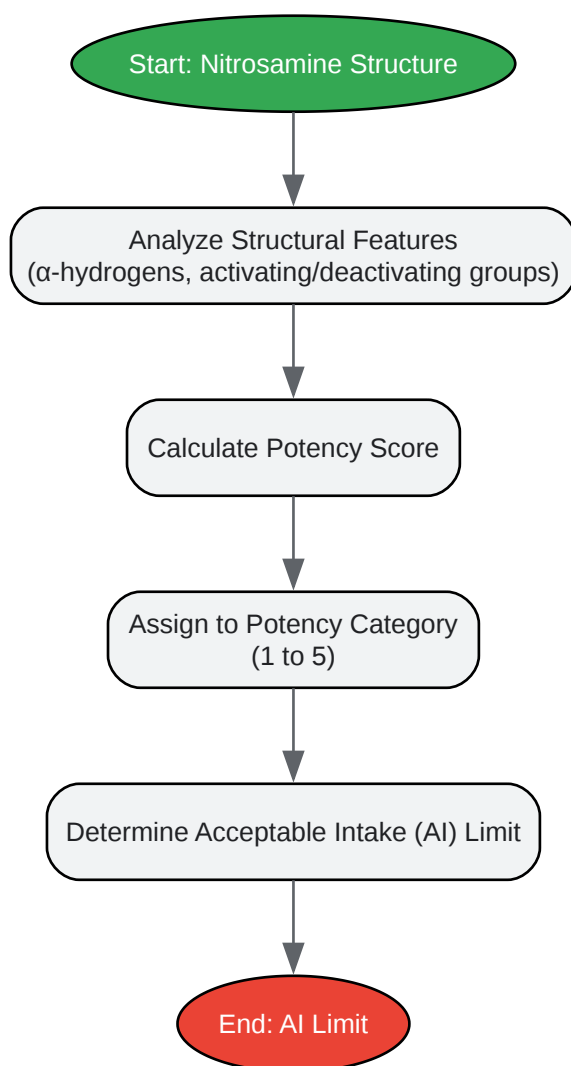 Start: Nitrosamine Structure
Analyze Structural Features
(α-hydrogens, activating/deactivating groups)
Calculate Potency Score
Assign to Potency Category
(1 to 5)
Determine Acceptable Intake (AI) Limit
End: AI Limit